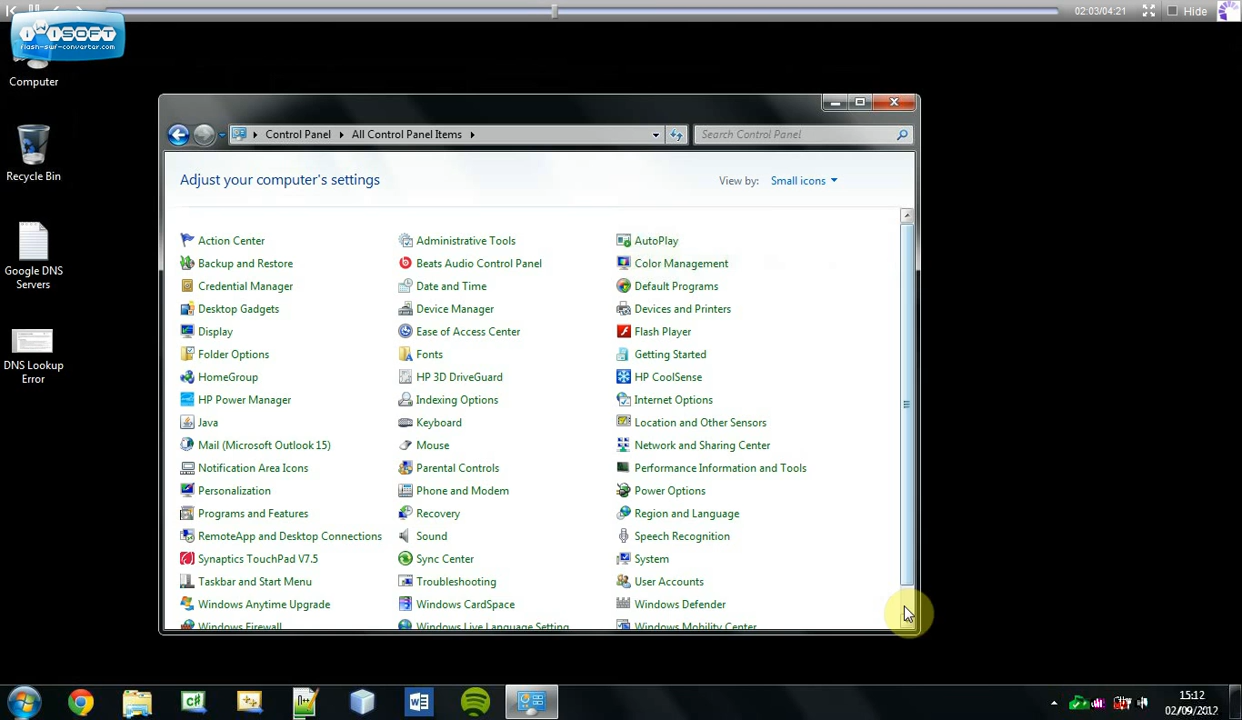 02:03/04:21
Hide
iWiSOFT
flash-swf-converter.com
Computer
Recycle Bin
Google DNS
Servers
DNS Lookup
Error
Control Panel
All Control Panel Items
Search Control Panel
Adjust your computer's settings
View by:
Small icons
Action Center
Administrative Tools
AutoPlay
Backup and Restore
Beats Audio Control Panel
Color Management
Credential Manager
Date and Time
Default Programs
Desktop Gadgets
Device Manager
Devices and Printers
Display
Ease of Access Center
Flash Player
Folder Options
Fonts
Getting Started
HomeGroup
HP 3D DriveGuard
HP CoolSense
HP Power Manager
Indexing Options
Internet Options
Java
Keyboard
Location and Other Sensors
Mail (Microsoft Outlook 15)
Mouse
Network and Sharing Center
Notification Area Icons
Parental Controls
Performance Information and Tools
Personalization
Phone and Modem
Power Options
Programs and Features
Recovery
Region and Language
RemoteApp and Desktop Connections
Sound
Speech Recognition
Synaptics TouchPad V7.5
Sync Center
System
Taskbar and Start Menu
Troubleshooting
User Accounts
Windows Anytime Upgrade
Windows CardSpace
Windows Defender
Windows Firewall
Windows Live Language Setting
Windows Mobility Center
15:12
02/09/2012